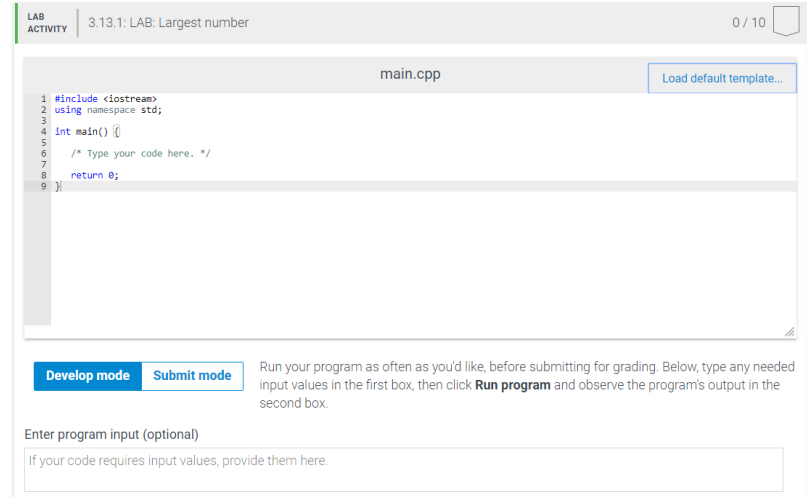 LAB
ACTIVITY
3.13.1: LAB: Largest number
0 / 10
main.cpp
Load default template...
1 #include <iostream>
2 using namespace std;
3
4 int main() {
5
6 /* Type your code here. */
7
8 return 0;
9 }
Develop mode
Submit mode
Run your program as often as you'd like, before submitting for grading. Below, type any needed
input values in the first box, then click Run program and observe the program's output in the
second box.
Enter program input (optional)
If your code requires input values, provide them here.